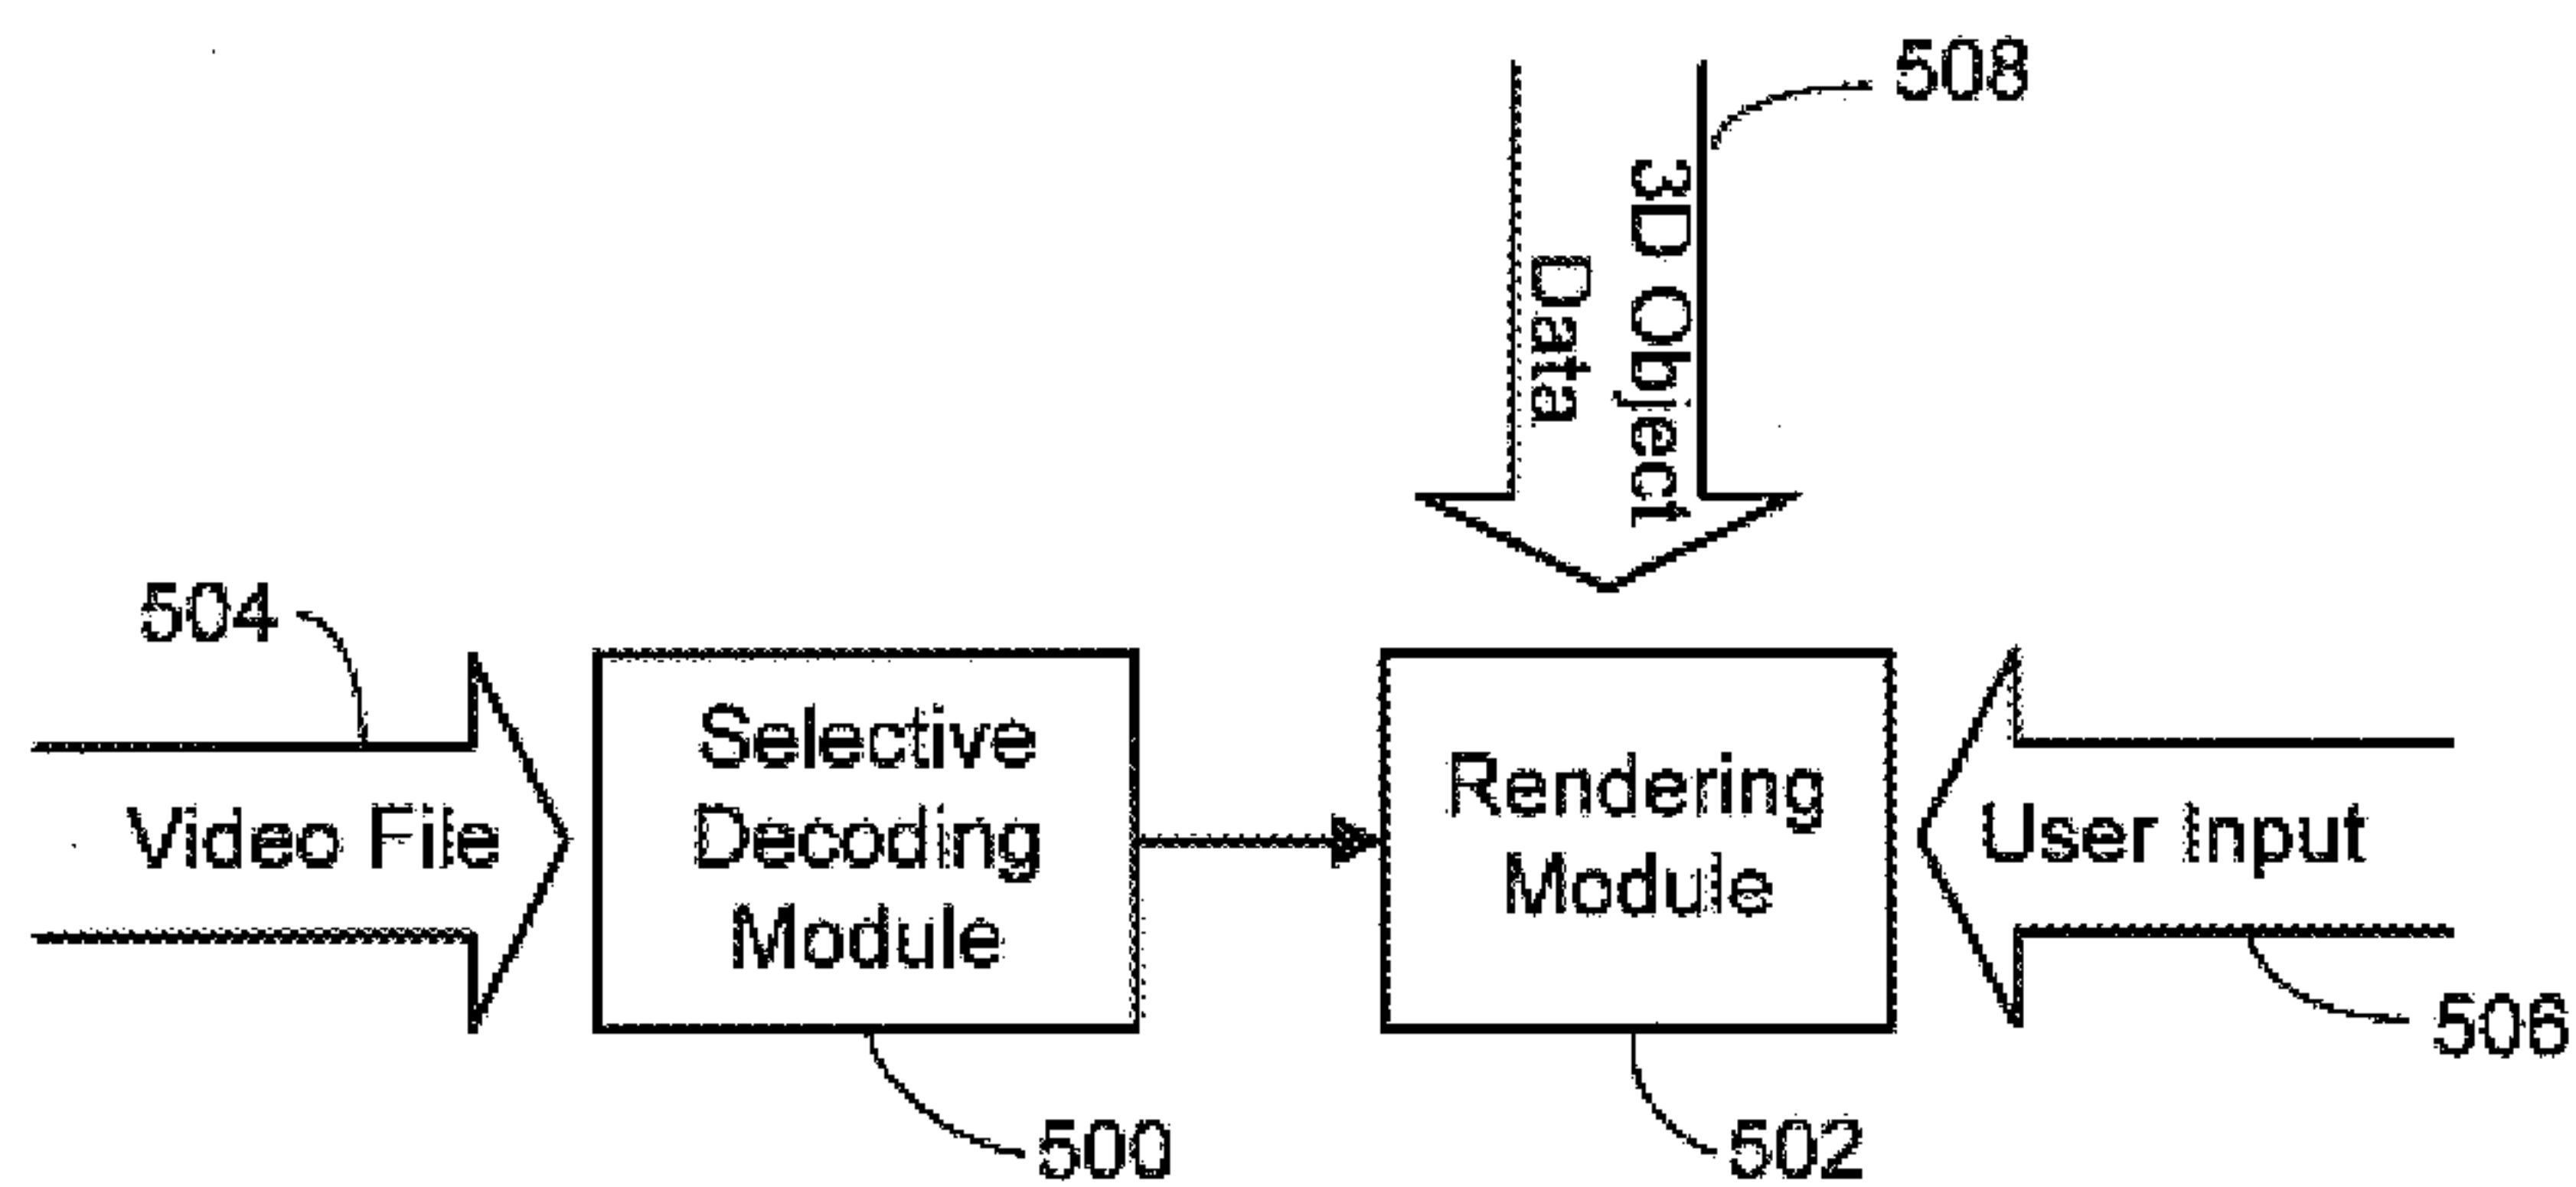 508
3D Object
Data
504
Video File
Selective
Decoding
Module
Rendering
Module
User Input
506
500
502